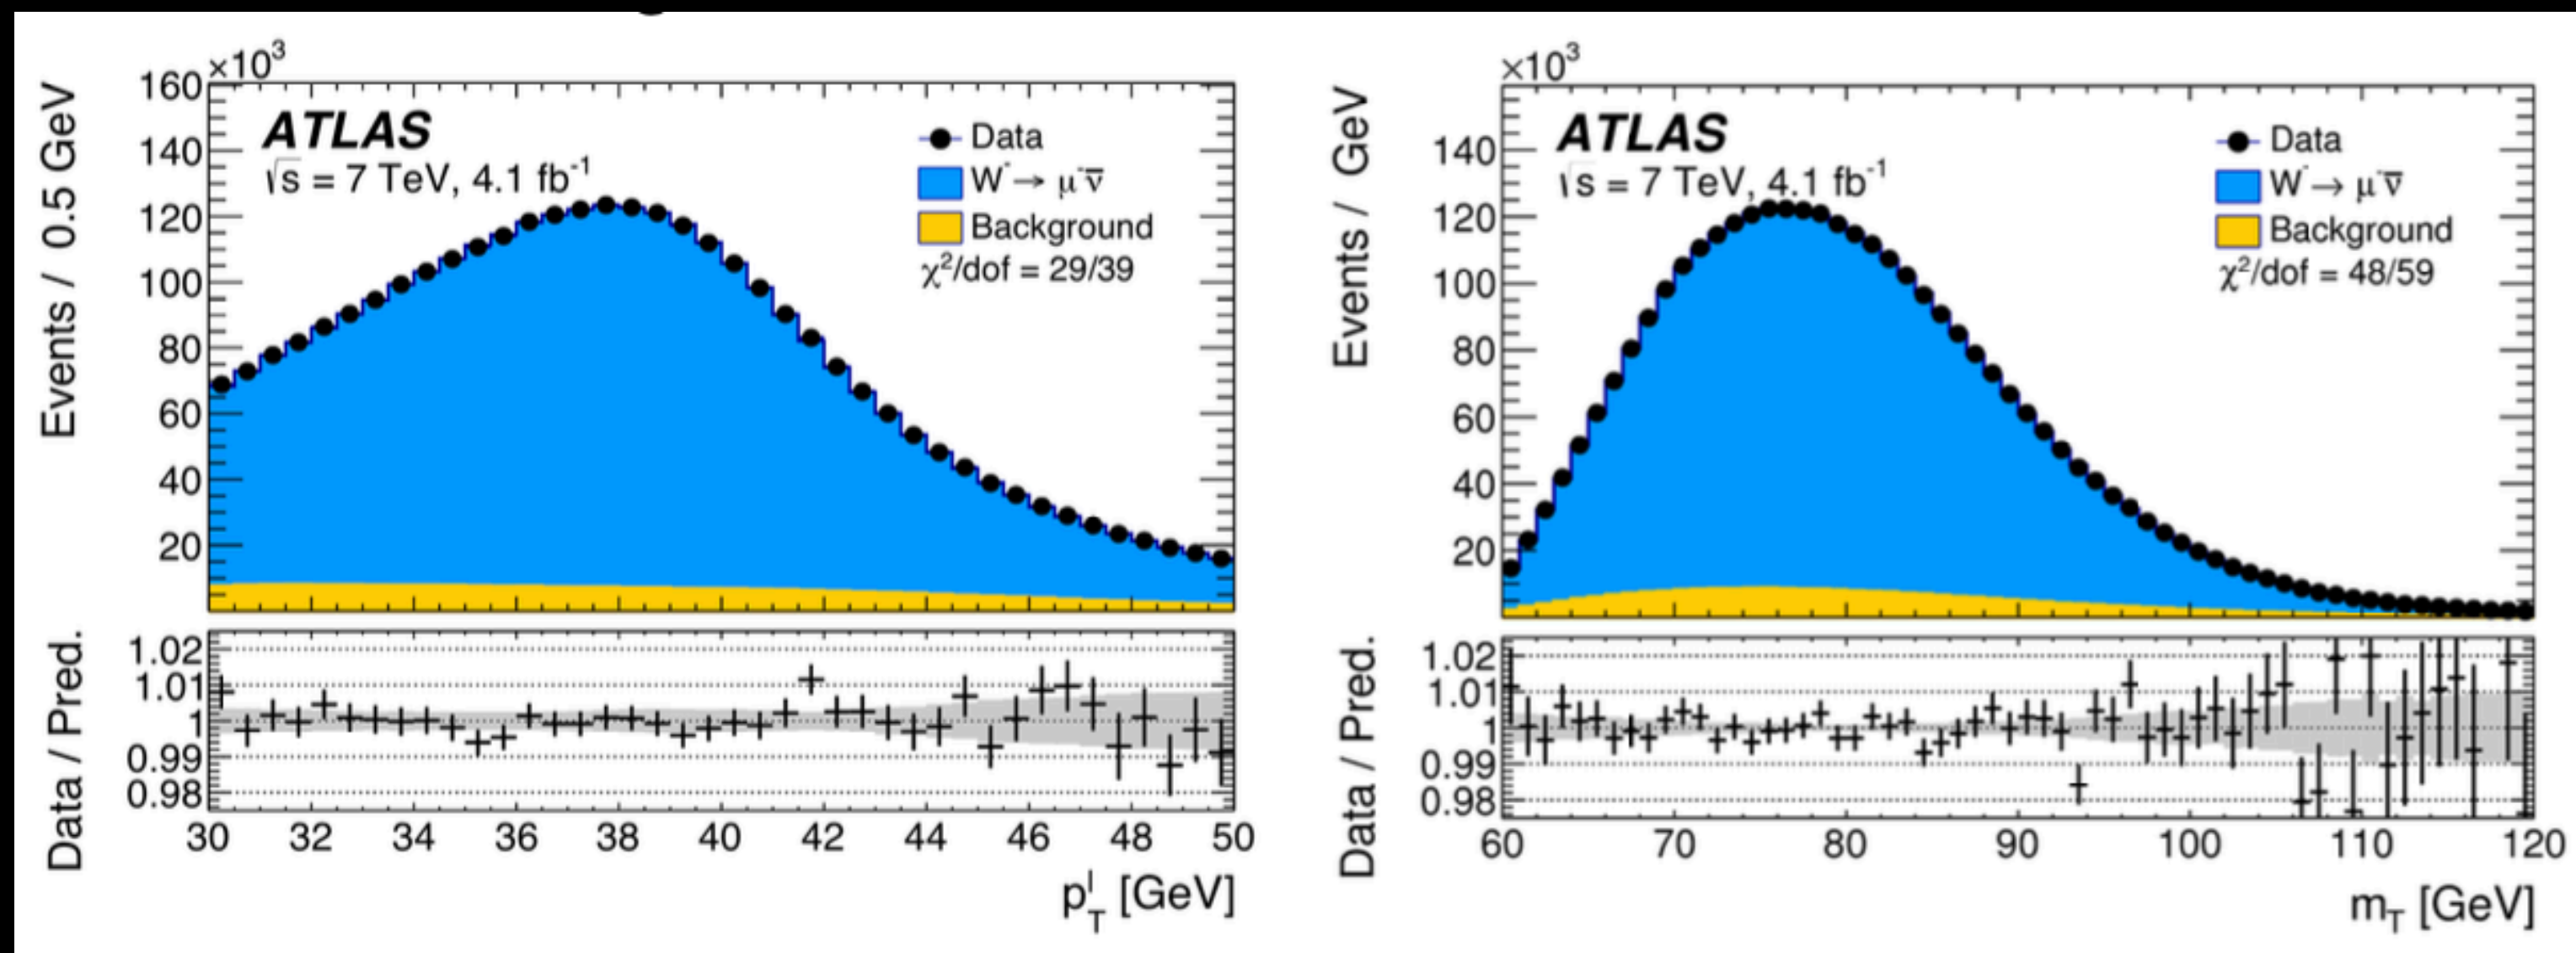 ×10³
Events / 0.5 GeV
160
140
120
100
80
60
40
20
ATLAS
√s = 7 TeV, 4.1 fb⁻¹
Data
W⁻→ μ⁻ν̅
Background
χ²/dof = 29/39
Data / Pred.
1.02
1.01
1
0.99
0.98
30 32 34 36 38 40 42 44 46 48 50
p_T^l [GeV]
×10³
Events / GeV
140
120
100
80
60
40
20
ATLAS
√s = 7 TeV, 4.1 fb⁻¹
Data
W⁻→ μ⁻ν̅
Background
χ²/dof = 48/59
Data / Pred.
1.02
1.01
1
0.99
0.98
60 70 80 90 100 110 120
m_T [GeV]